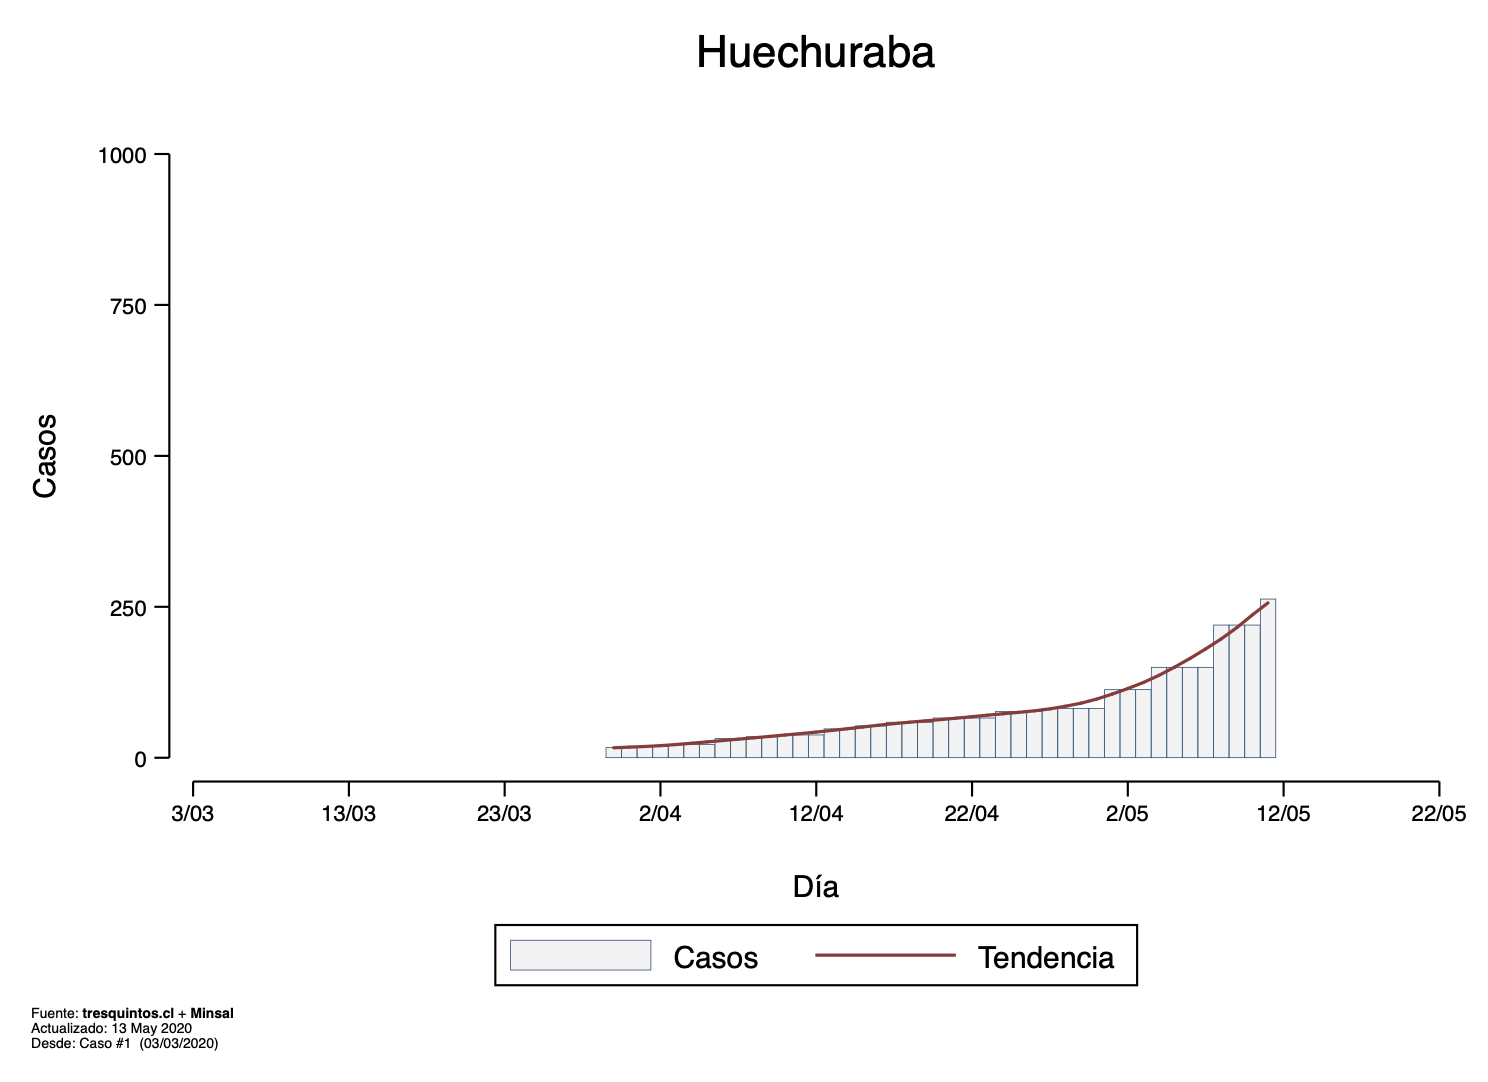 Huechuraba
1000
750
500
250
0
Casos
3/03 13/03 23/03 2/04 12/04 22/04 2/05 12/05 22/05
Día
Casos Tendencia
Fuente: tresquintos.cl + Minsal
Actualizado: 13 May 2020
Desde: Caso #1 (03/03/2020)